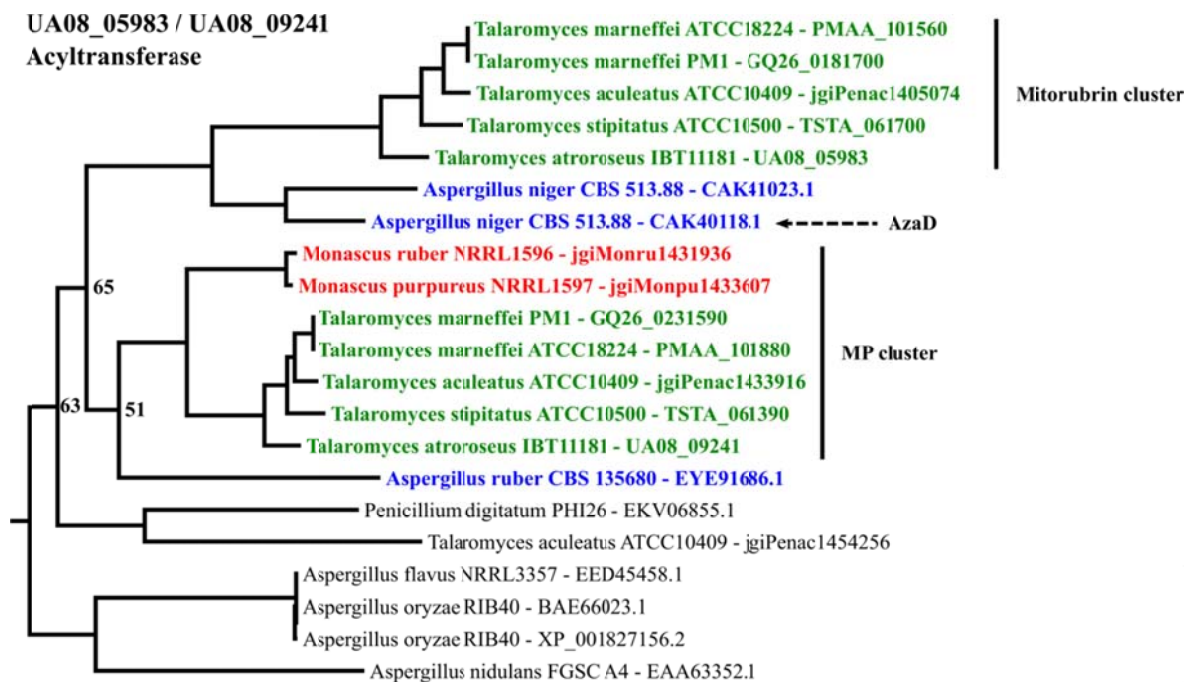 UA08_05983 / UA08_09241
Acyltransferase
Talaromyces marneffei ATCC18224 - PMAA_101560
Talaromyces marneffei PM1 - GQ26_0181700
Talaromyces aculeatus ATCC10409 - jgiPenac1405074
Mitorubrin cluster
Talaromyces stipitatus ATCC10500 - TSTA_061700
Talaromyces atroroseus IBT11181 - UA08_05983
Aspergillus niger CBS 513.88 - CAK41023.1
Aspergillus niger CBS 513.88 - CAK40118.1
AzaD
Monascus ruber NRRL1596 - jgiMonru1431936
65
Monascus purpureus NRRL1597 - jgiMonpu1433607
Talaromyces marneffei PM1 - GQ26_0231590
Talaromyces marneffei ATCC18224 - PMAA_101880
MP cluster
Talaromyces aculeatus ATCC10409 - jgiPenac1433916
63
51
Talaromyces stipitatus ATCC10500 - TSTA_061390
Talaromyces atroroseus IBT11181 - UA08_09241
Aspergillus ruber CBS 135680 - EYE91686.1
Penicillium digitatum PHI26 - EKV06855.1
Talaromyces aculeatus ATCC10409 - jgiPenac1454256
Aspergillus flavus NRRL3357 - EED45458.1
Aspergillus oryzae RIB40 - BAE66023.1
Aspergillus oryzae RIB40 - XP_001827156.2
Aspergillus nidulans FGSC A4 - EAA63352.1